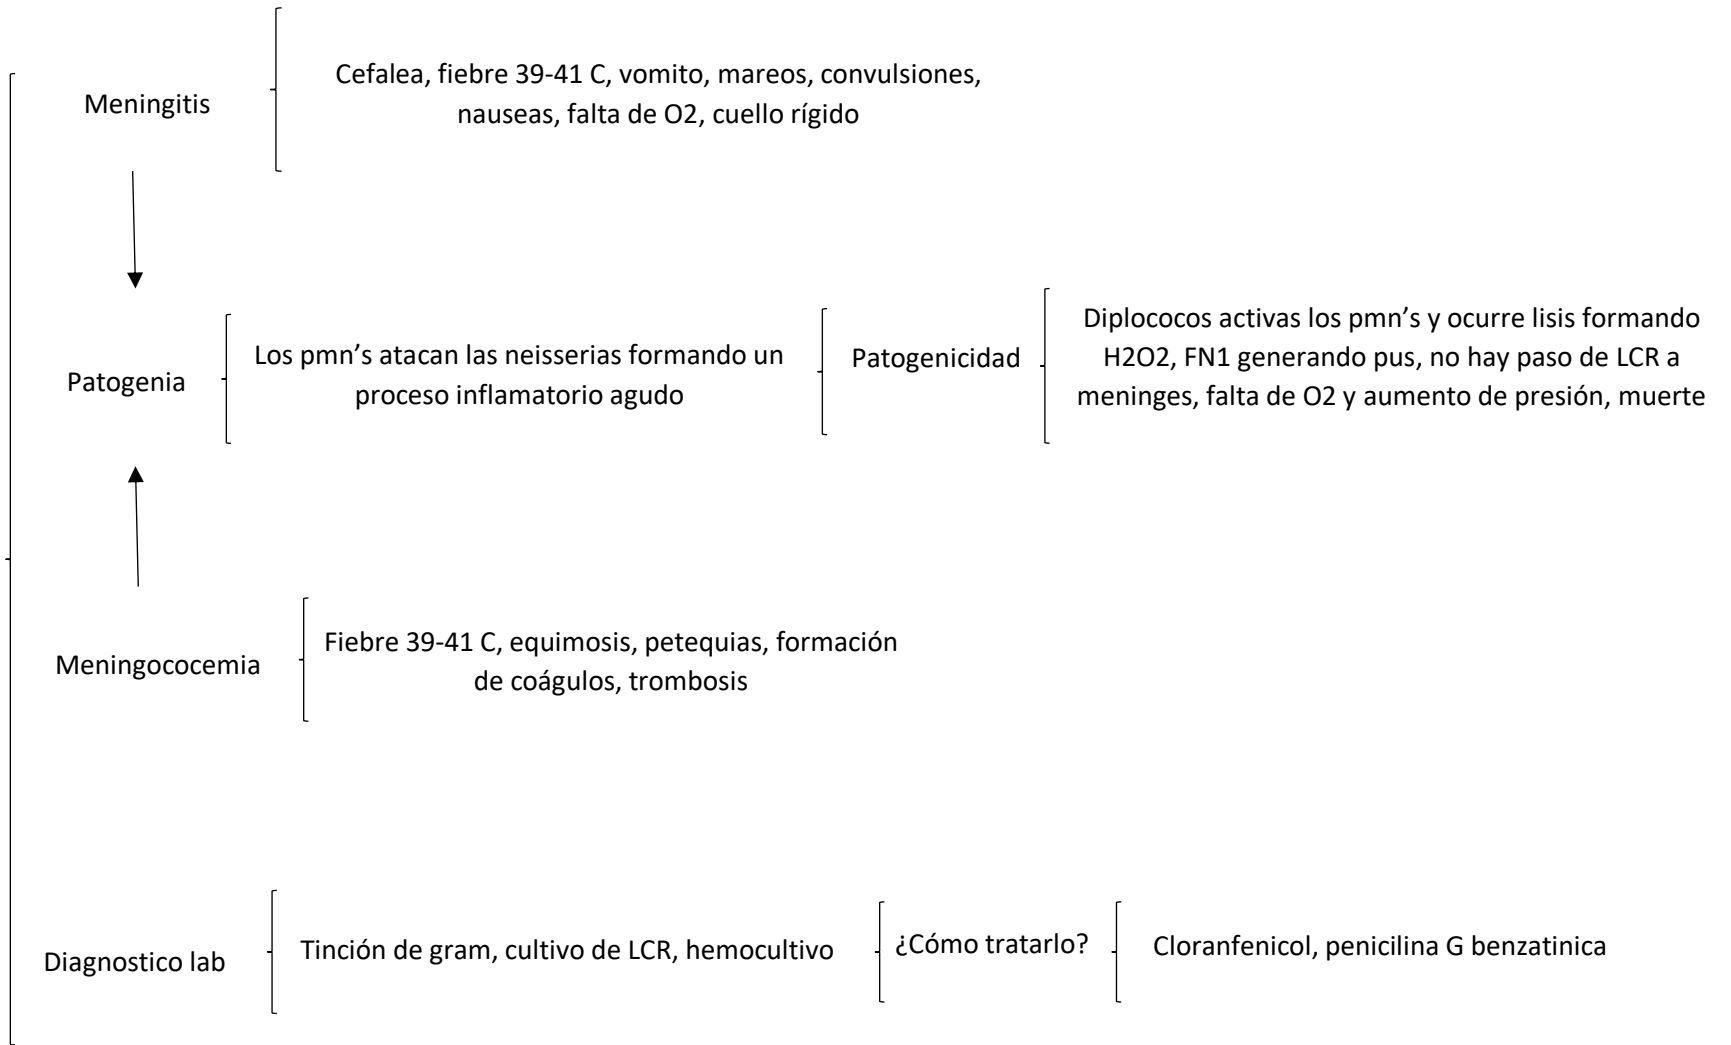 Meningitis
Cefalea, fiebre 39-41 C, vomito, mareos, convulsiones,
nauseas, falta de O2, cuello rígido
Patogenia
Los pmn’s atacan las neisserias formando un
proceso inflamatorio agudo
Patogenicidad
Diplococos activas los pmn’s y ocurre lisis formando
H2O2, FN1 generando pus, no hay paso de LCR a
meninges, falta de O2 y aumento de presión, muerte
Meningococemia
Fiebre 39-41 C, equimosis, petequias, formación
de coágulos, trombosis
Diagnostico lab
Tinción de gram, cultivo de LCR, hemocultivo
¿Cómo tratarlo?
Cloranfenicol, penicilina G benzatinica